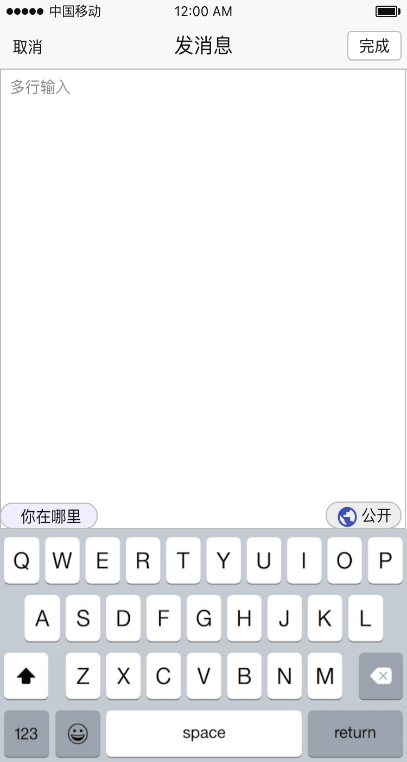 中国移动 12:00 AM
取消 发消息 完成
多行输入
你在哪里 公开
Q W E R T Y U I O P
A S D F G H J K L
Z X C V B N M
123 space return